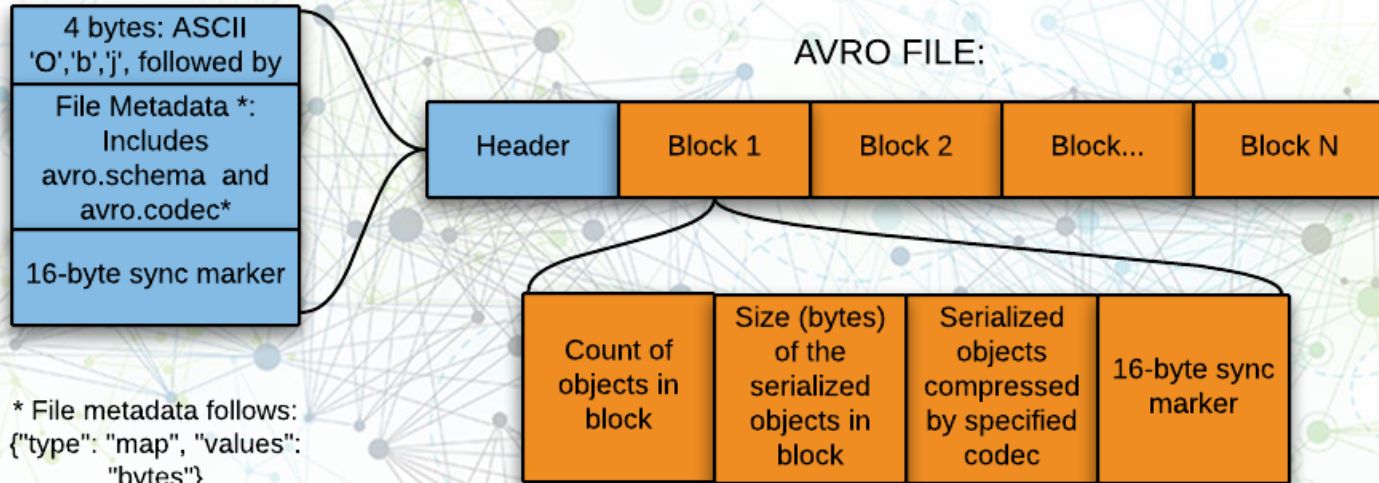 4 bytes: ASCII
'O','b','j', followed by
File Metadata *:
Includes
avro.schema and
avro.codec*
16-byte sync marker
* File metadata follows:
{"type": "map", "values":
"bytes"}
AVRO FILE:
Header
Block 1
Block 2
Block...
Block N
Count of
objects in
block
Size (bytes)
of the
serialized
objects in
block
Serialized
objects
compressed
by specified
codec
16-byte sync
marker